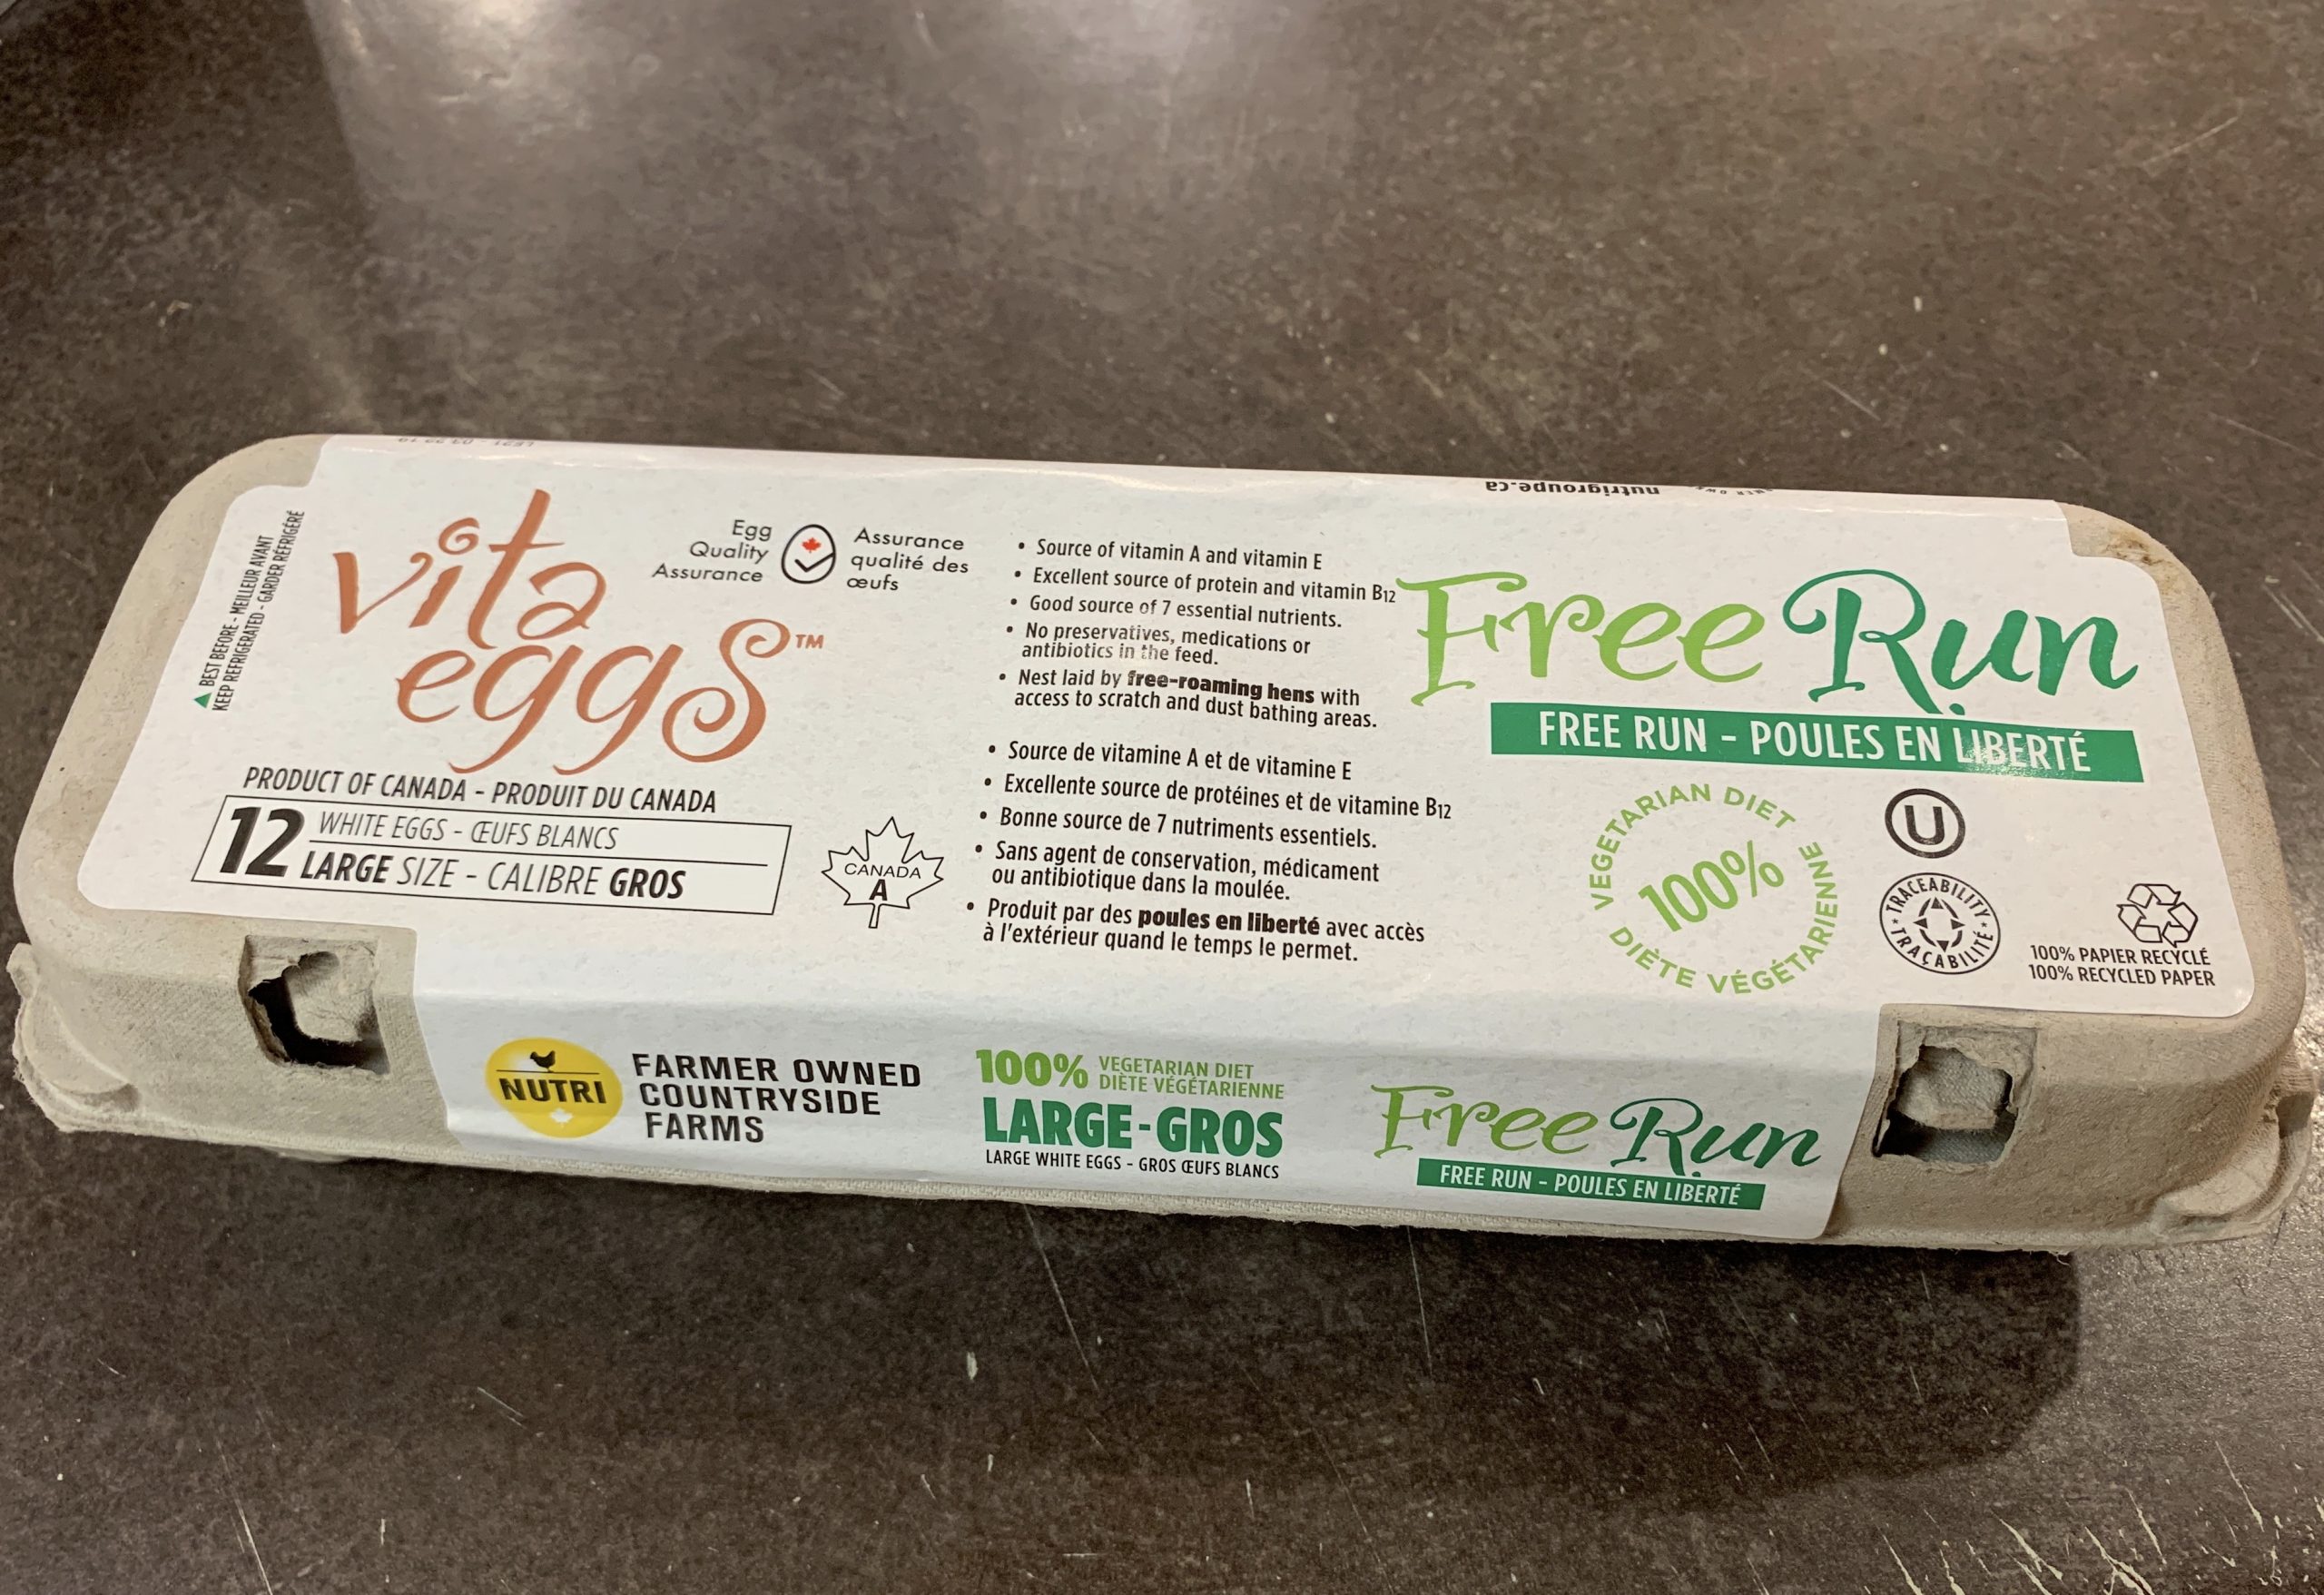 ▲ BEST BEFORE - MEILLEUR AVANT
KEEP REFRIGERATED - GARDER RÉFRIGÉRÉ
vita
eggs™
Egg
Quality
Assurance
Assurance
qualité des
œufs
PRODUCT OF CANADA - PRODUIT DU CANADA
12
WHITE EGGS - ŒUFS BLANCS
LARGE SIZE - CALIBRE GROS
CANADA
A
• Source of vitamin A and vitamin E
• Excellent source of protein and vitamin B12
• Good source of 7 essential nutrients.
• No preservatives, medications or
antibiotics in the feed.
• Nest laid by free-roaming hens with
access to scratch and dust bathing areas.
• Source de vitamine A et de vitamine E
• Excellente source de protéines et de vitamine B12
• Bonne source de 7 nutriments essentiels.
• Sans agent de conservation, médicament
ou antibiotique dans la moulée.
• Produit par des poules en liberté avec accès
à l'extérieur quand le temps le permet.
nutrigroupe.ca
Free Run
FREE RUN - POULES EN LIBERTÉ
VEGETARIAN DIET
100%
DIÈTE VÉGÉTARIENNE
U
TRACEABILITY
TRAÇABILITÉ
100% PAPIER RECYCLÉ
100% RECYCLED PAPER
NUTRI
FARMER OWNED
COUNTRYSIDE
FARMS
100% VEGETARIAN DIET
DIÈTE VÉGÉTARIENNE
LARGE-GROS
LARGE WHITE EGGS - GROS ŒUFS BLANCS
Free Run
FREE RUN - POULES EN LIBERTÉ